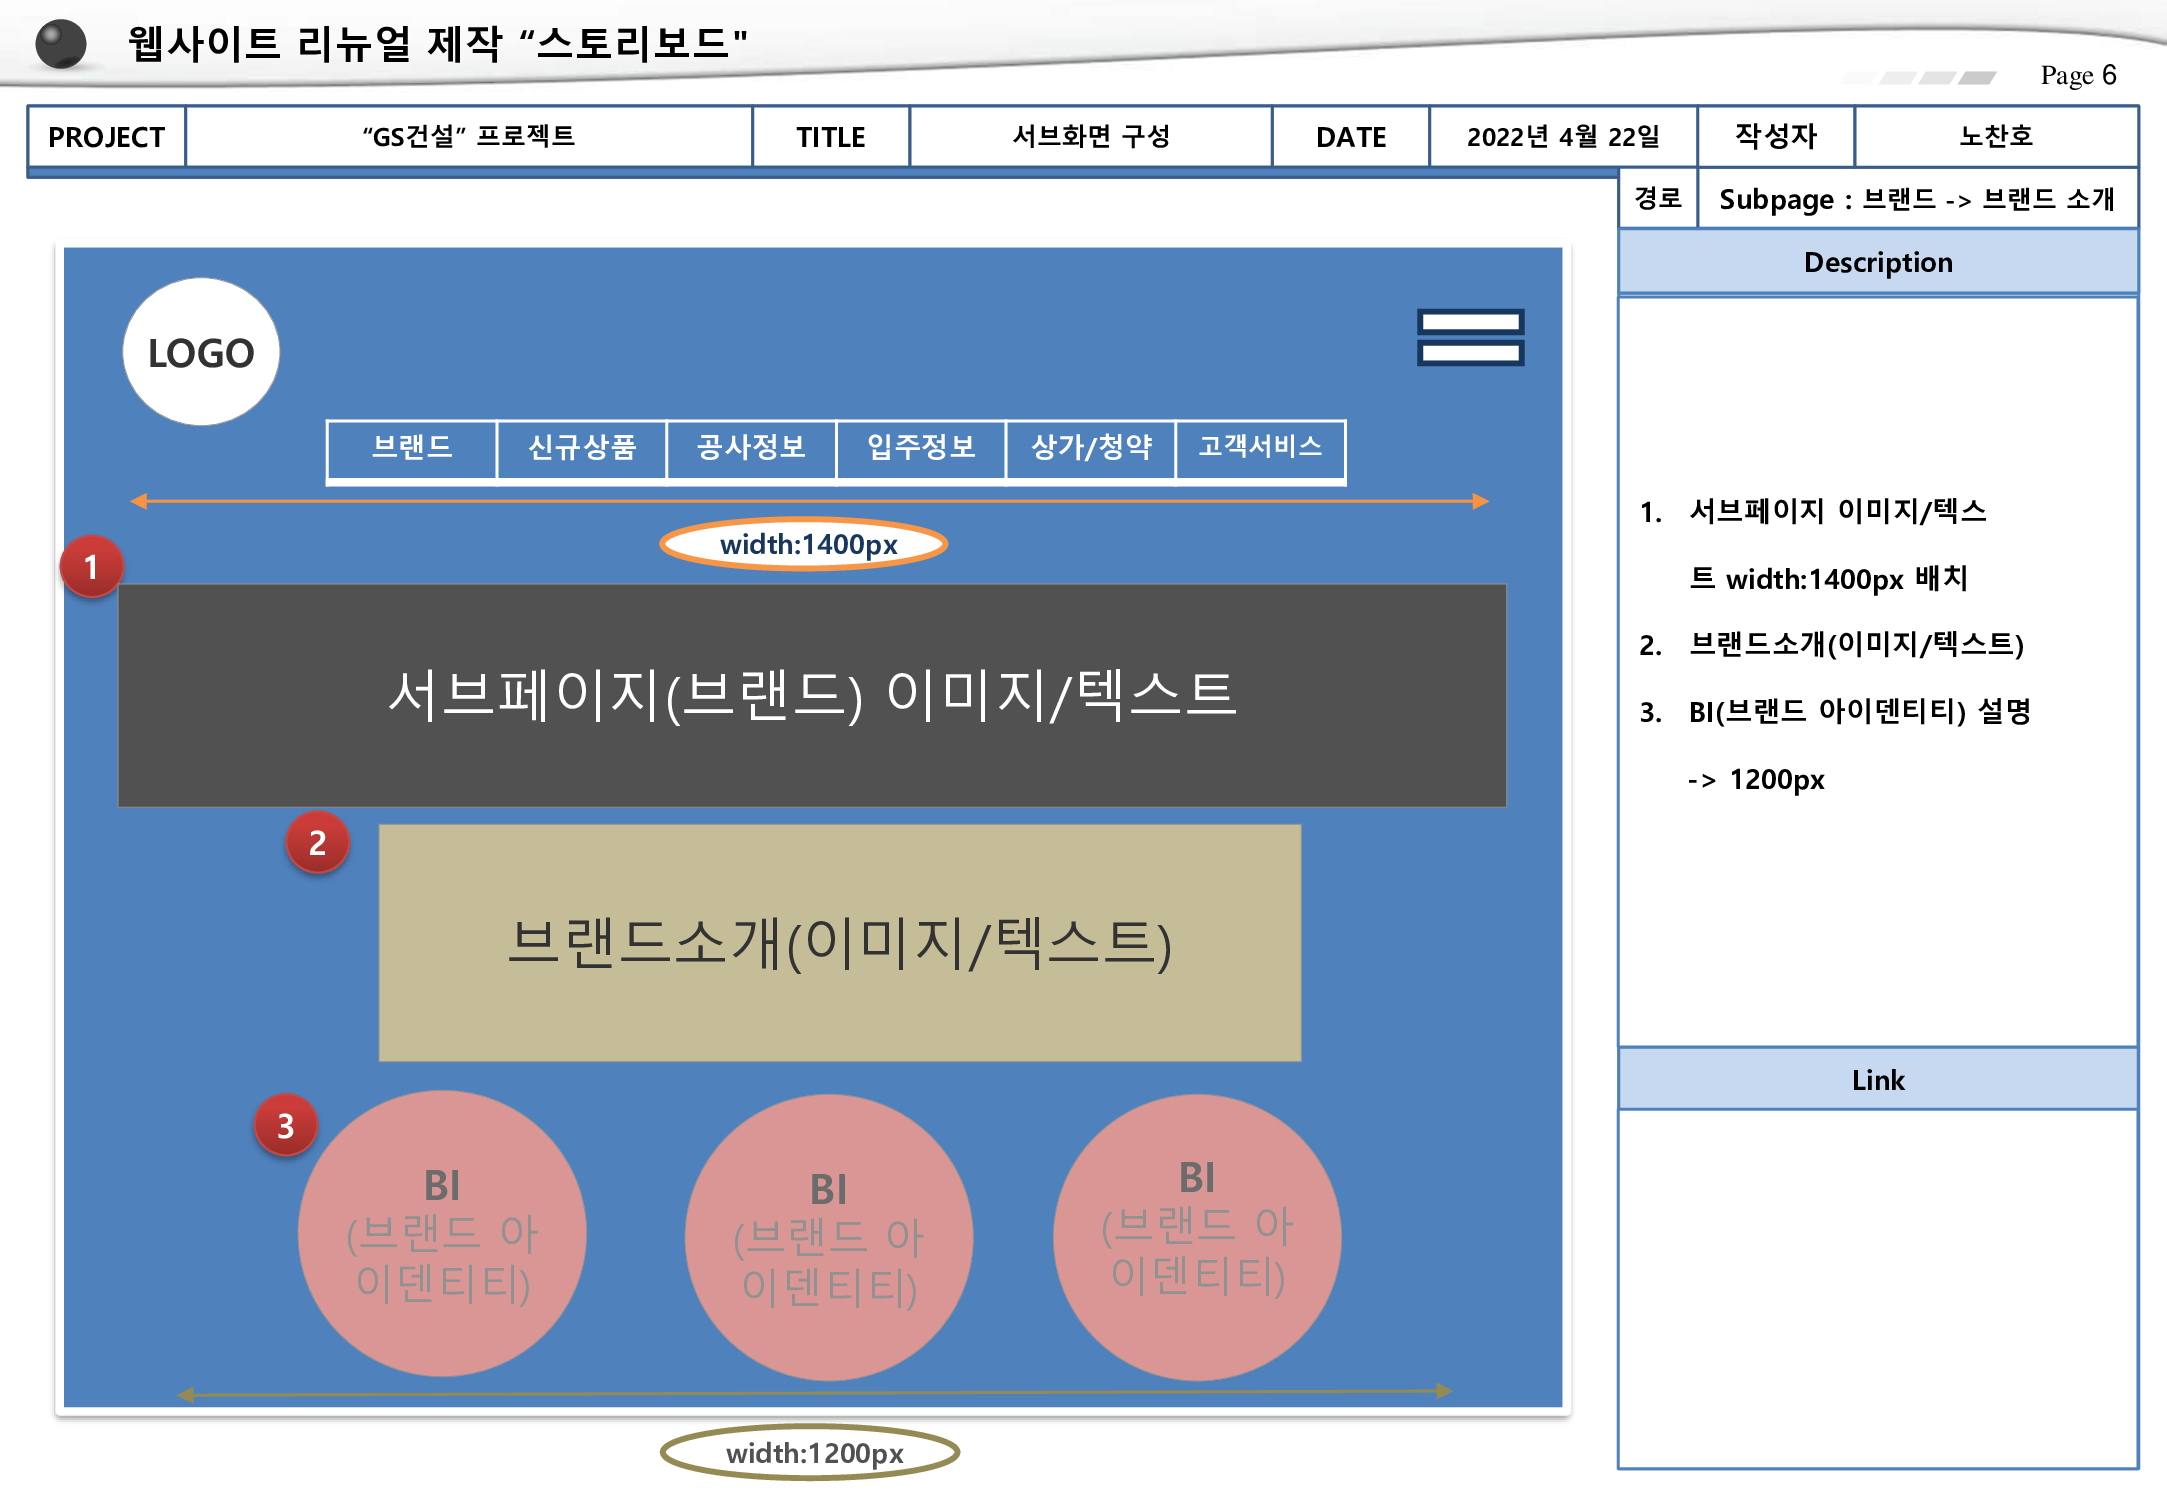 웹사이트 리뉴얼 제작 “스토리보드"
Page 6
PROJECT “GS건설” 프로젝트 TITLE 서브화면 구성 DATE 2022년 4월 22일 작성자 노찬호
경로 Subpage : 브랜드 -> 브랜드 소개
Description
LOGO
브랜드 신규상품 공사정보 입주정보 상가/청약 고객서비스
width:1400px
1
서브페이지(브랜드) 이미지/텍스트
2
브랜드소개(이미지/텍스트)
3
BI
(브랜드 아
이덴티티)
BI
(브랜드 아
이덴티티)
BI
(브랜드 아
이덴티티)
width:1200px
1. 서브페이지 이미지/텍스
트 width:1400px 배치
2. 브랜드소개(이미지/텍스트)
3. BI(브랜드 아이덴티티) 설명
-> 1200px
Link